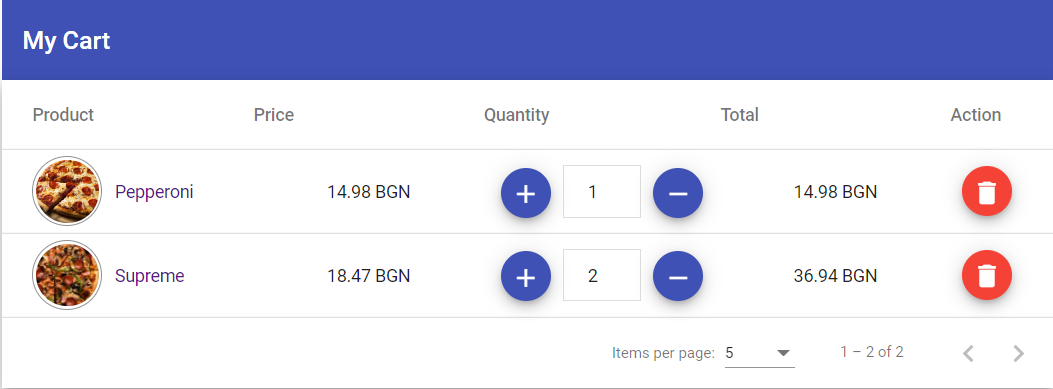 My Cart
Product Price Quantity Total Action
Pepperoni 14.98 BGN + 1 − 14.98 BGN
Supreme 18.47 BGN + 2 − 36.94 BGN
Items per page: 5 1 – 2 of 2